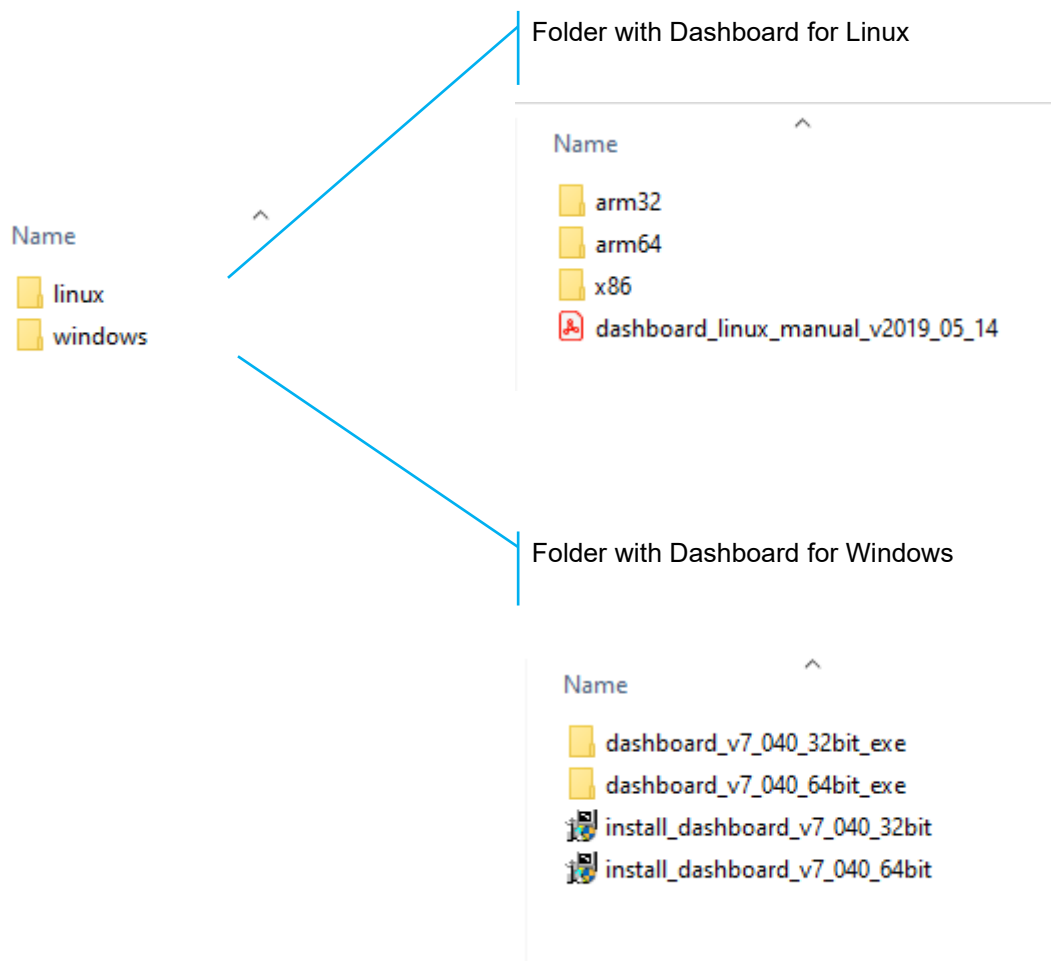 Folder with Dashboard for Linux
Name
arm32
arm64
x86
dashboard_linux_manual_v2019_05_14
Name
linux
windows
Folder with Dashboard for Windows
Name
dashboard_v7_040_32bit_exe
dashboard_v7_040_64bit_exe
install_dashboard_v7_040_32bit
install_dashboard_v7_040_64bit